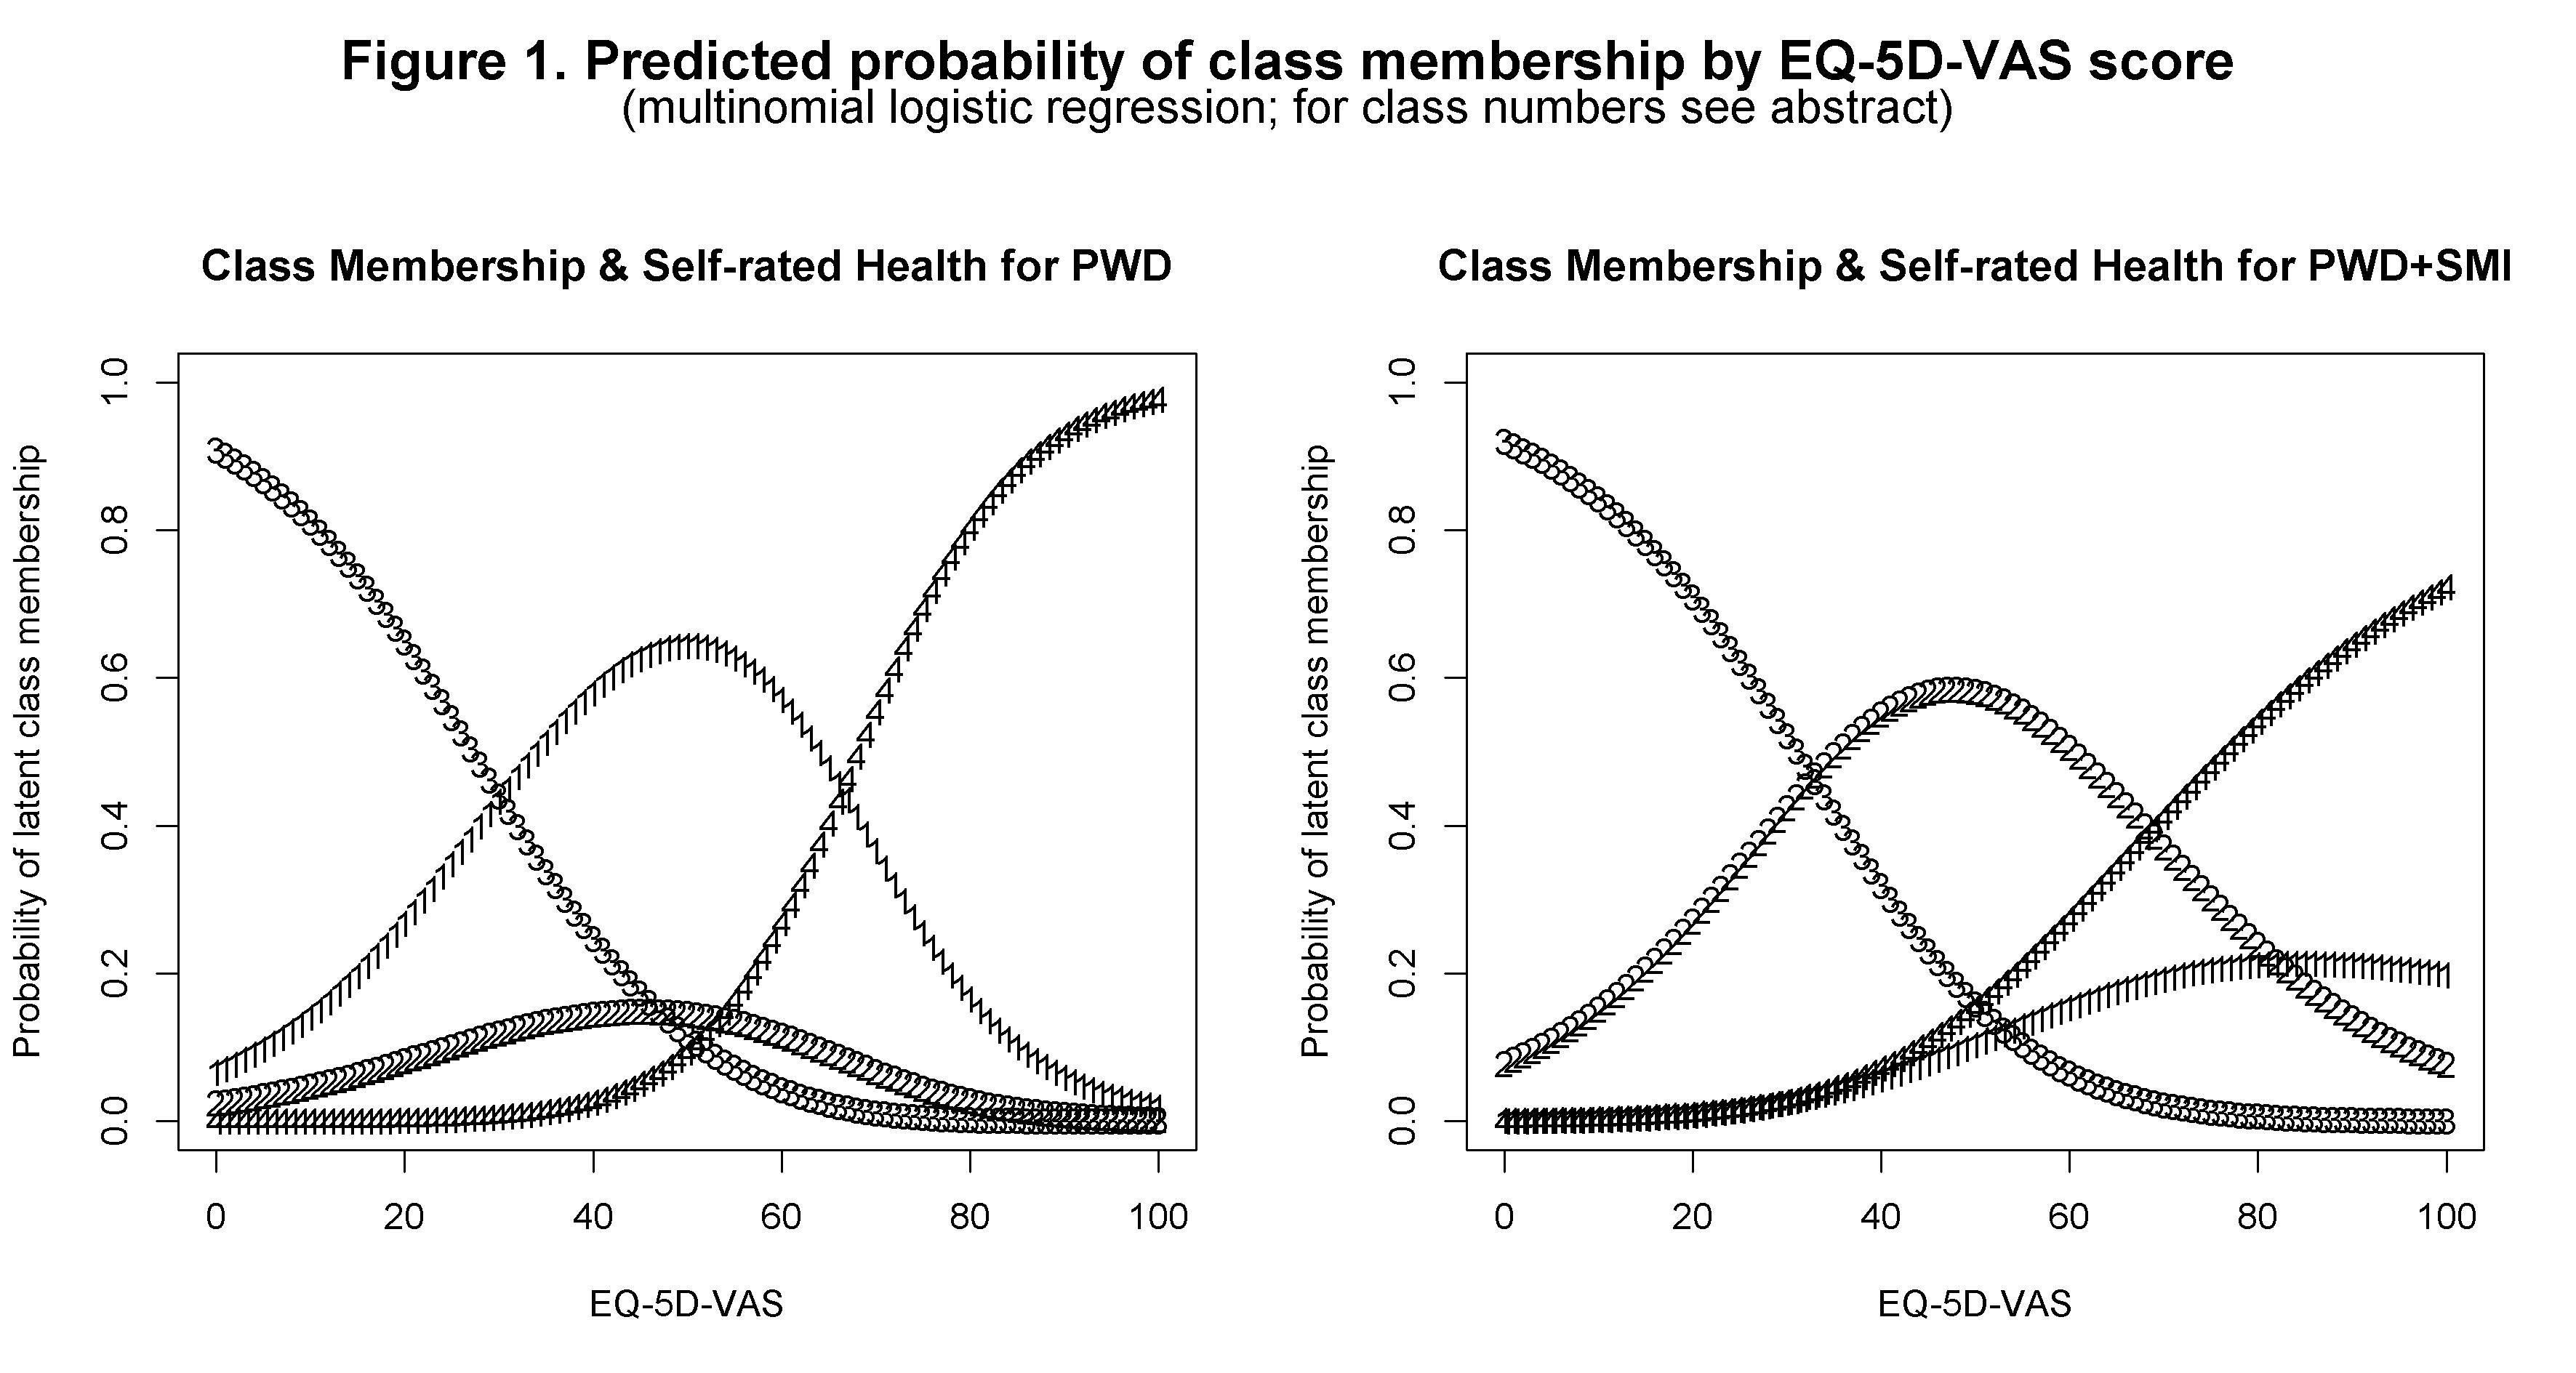 Figure 1. Predicted probability of class membership by EQ-5D-VAS score
(multinomial logistic regression; for class numbers see abstract)
Class Membership & Self-rated Health for PWD
Probability of latent class membership
1.0
0.8
0.6
0.4
0.2
0.0
0 20 40 60 80 100
EQ-5D-VAS
Class Membership & Self-rated Health for PWD+SMI
Probability of latent class membership
1.0
0.8
0.6
0.4
0.2
0.0
0 20 40 60 80 100
EQ-5D-VAS